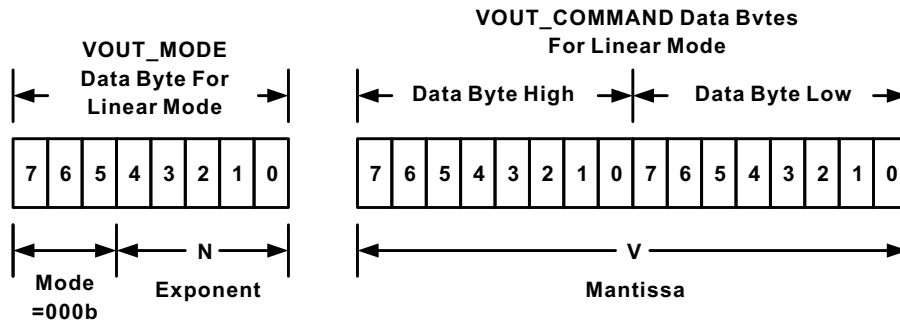 VOUT_COMMAND Data Bvtes
For Linear Mode
VOUT_MODE
Data Byte For
Linear Mode
Data Byte High
Data Byte Low
7 6 5 4 3 2 1 0
7 6 5 4 3 2 1 0 7 6 5 4 3 2 1 0
N
V
Mode
=000b
Exponent
Mantissa